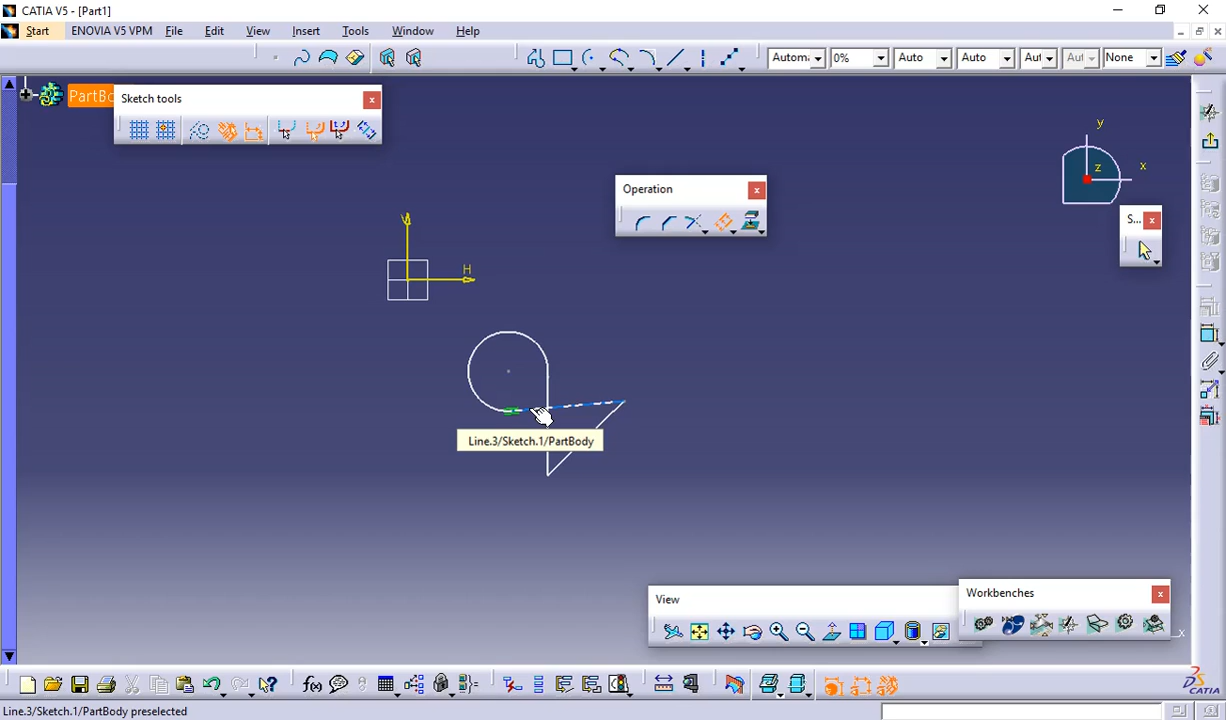 CATIA V5 - [Part1]
Start ENOVIA V5 VPM File Edit View Insert Tools Window Help
Automa 0% Auto Auto Aut Aut None
PartBo
Sketch tools
Operation
S...
y
x
z
V
H
Line.3/Sketch.1/PartBody
View
Workbenches
x
f(x)
CATIA
Line.3/Sketch.1/PartBody preselected